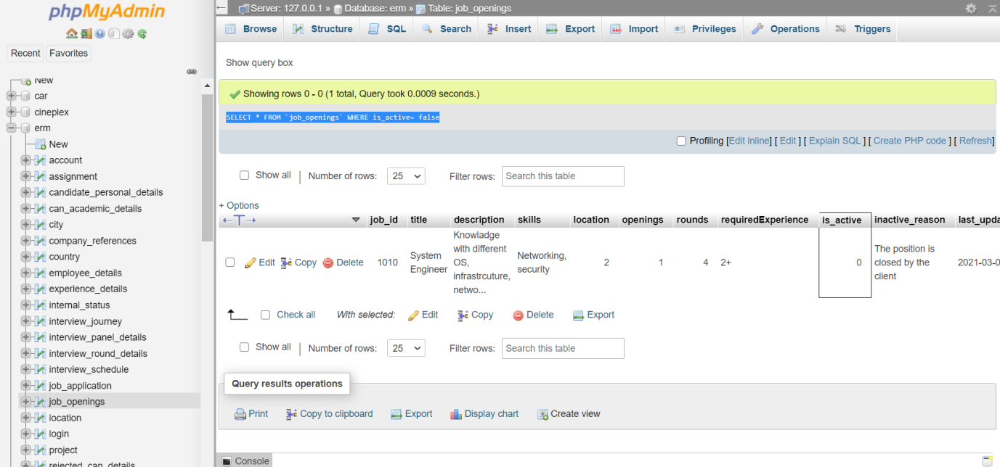 phpMyAdmin
Recent Favorites
New
car
cineplex
erm
New
account
assignment
candidate_personal_details
can_academic_details
city
company_references
country
employee_details
experience_details
internal_status
interview_journey
interview_panel_details
interview_round_details
interview_schedule
job_application
job_openings
location
login
project
rejected_can_details
Server: 127.0.0.1 » Database: erm » Table: job_openings
Browse Structure SQL Search Insert Export Import Privileges Operations Triggers
Show query box
Showing rows 0 - 0 (1 total, Query took 0.0009 seconds.)
SELECT * FROM `job_openings` WHERE is_active= false
Profiling [Edit inline] [ Edit ] [ Explain SQL ] [ Create PHP code ] [ Refresh]
Show all | Number of rows: 25 Filter rows: Search this table
+ Options
←T→ job_id title description skills location openings rounds requiredExperience is_active inactive_reason last_upda
Knowladge
with different
OS,
infrastrcuture,
netwo...
Edit Copy Delete 1010 System
Engineer
Networking,
security
2 1 4 2+ 0 The position is
closed by the
client
2021-03-0
Check all With selected: Edit Copy Delete Export
Show all | Number of rows: 25 Filter rows: Search this table
Query results operations
Print Copy to clipboard Export Display chart Create view
Console